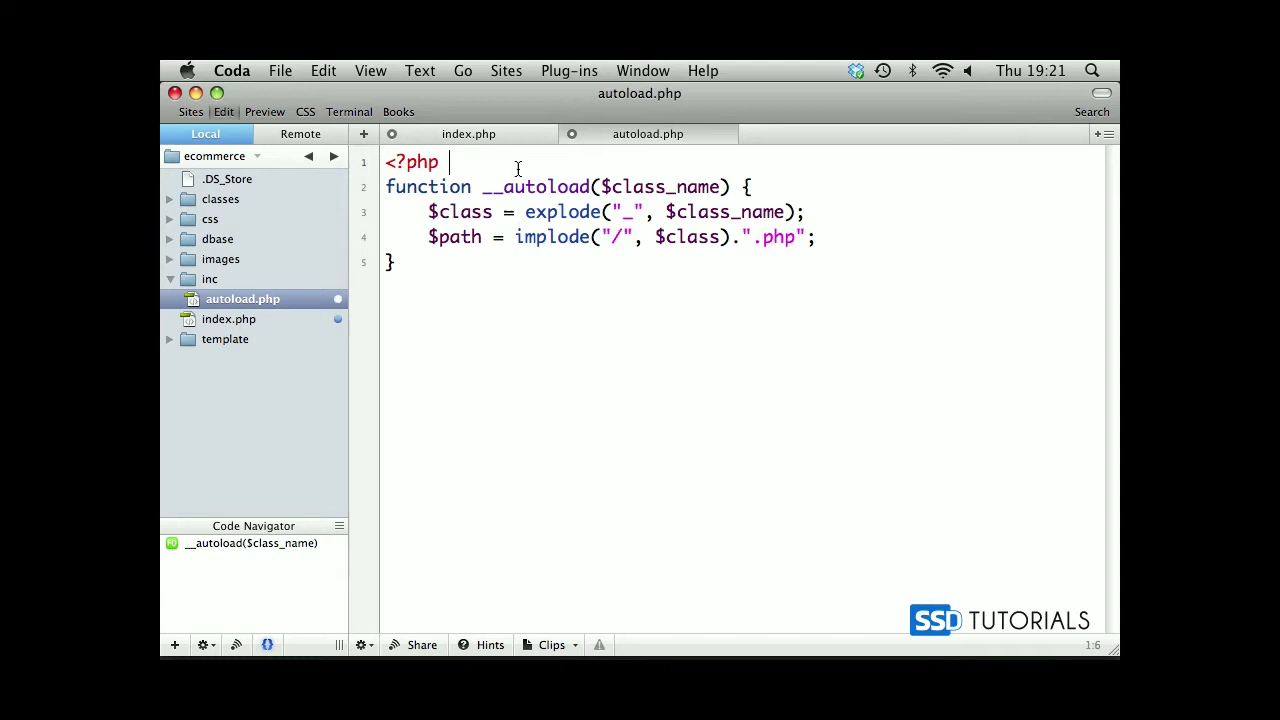 Coda File Edit View Text Go Sites Plug-ins Window Help Thu 19:21
autoload.php
Sites Edit Preview CSS Terminal Books Search
Local Remote + index.php autoload.php
ecommerce
.DS_Store
classes
css
dbase
images
inc
autoload.php
index.php
template
1 <?php
2 function __autoload($class_name) {
3 $class = explode("_", $class_name);
4 $path = implode("/", $class).".php";
5 }
Code Navigator
__autoload($class_name)
SSD TUTORIALS
Share Hints Clips 1:6